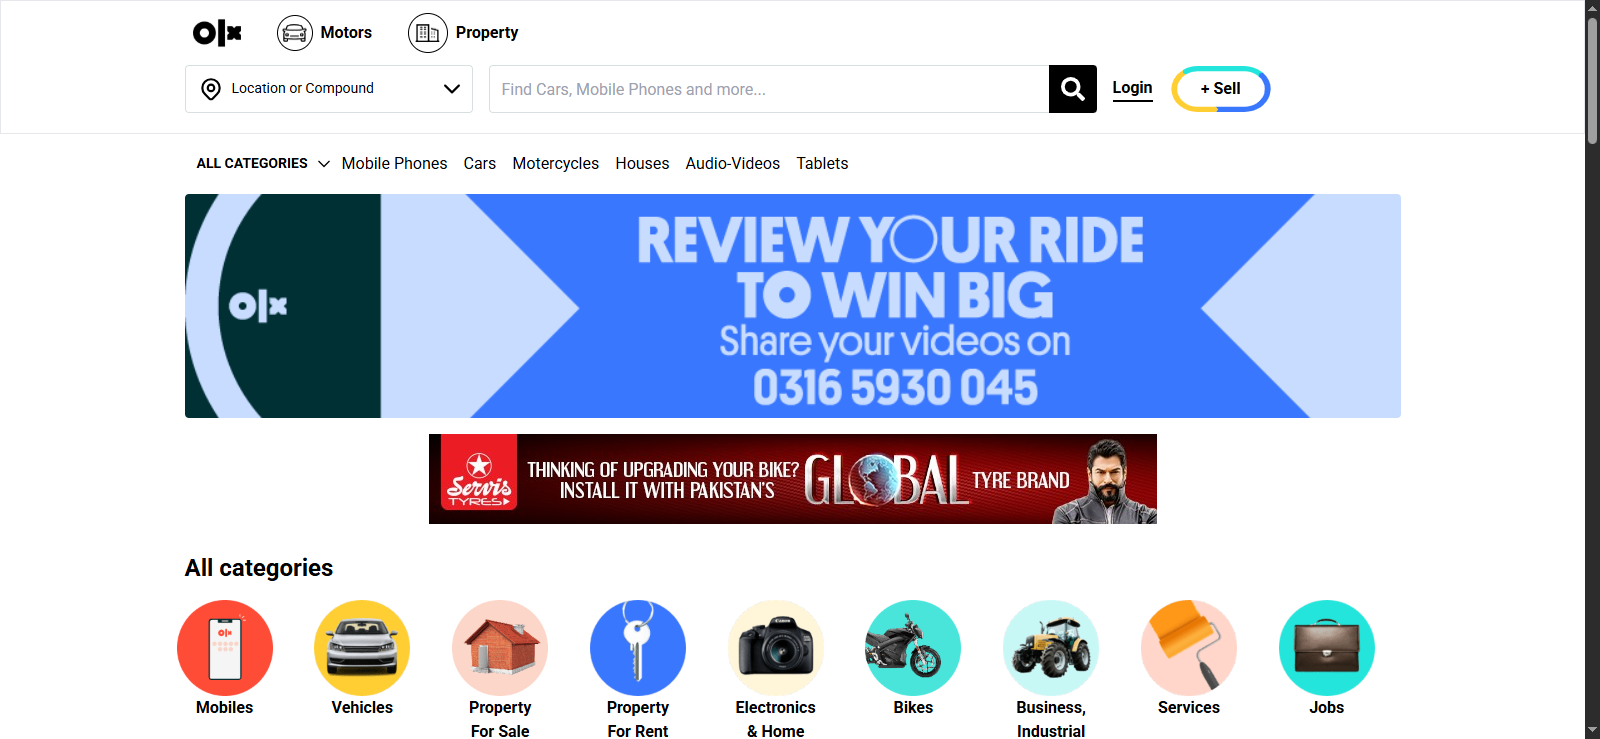 olx
Motors
Property
Location or Compound
Find Cars, Mobile Phones and more...
Login
+ Sell
ALL CATEGORIES
Mobile Phones
Cars
Motercycles
Houses
Audio-Videos
Tablets
olx
REVIEW YOUR RIDE
TO WIN BIG
Share your videos on
0316 5930 045
Servis
TYRES
THINKING OF UPGRADING YOUR BIKE?
INSTALL IT WITH PAKISTAN'S
GLOBAL
TYRE BRAND
All categories
olx
Canon
Mobiles
Vehicles
Property
For Sale
Property
For Rent
Electronics
& Home
Bikes
Business,
Industrial
Services
Jobs